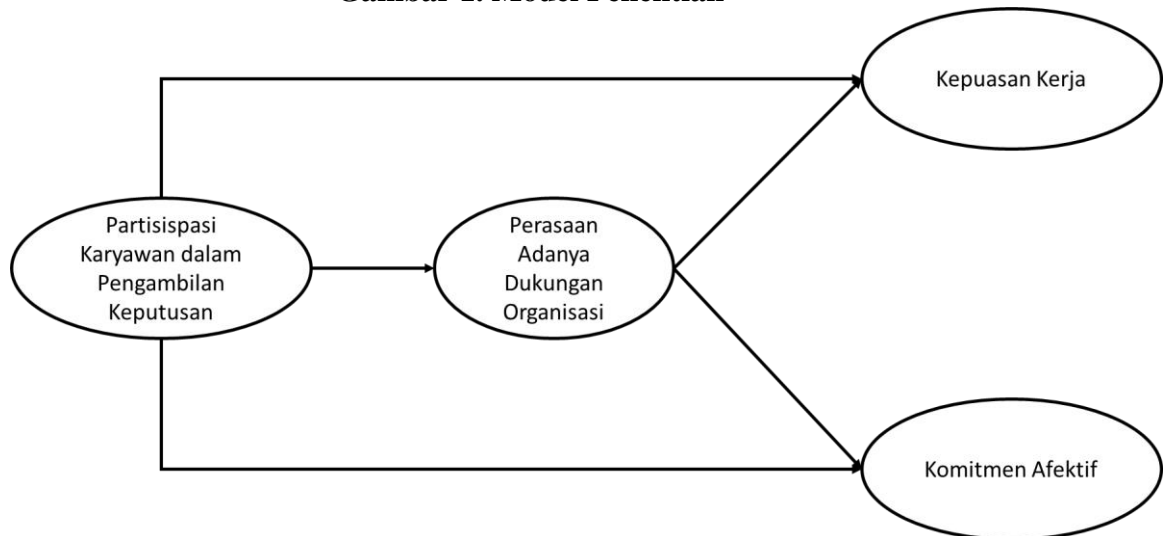 Kepuasan Kerja
Partisispasi
Karyawan dalam
Pengambilan
Keputusan
Perasaan
Adanya
Dukungan
Organisasi
Komitmen Afektif